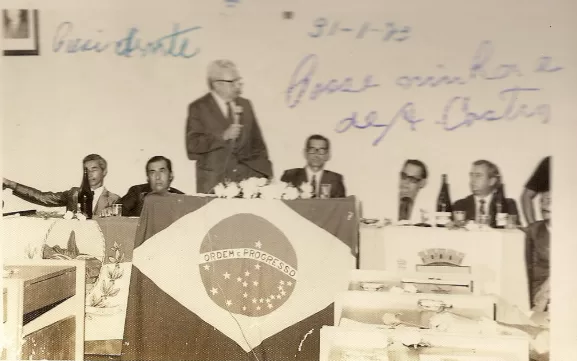 Presidente
31-1-73
Posse minha e
de A Castro
ORDEM E PROGRESSO